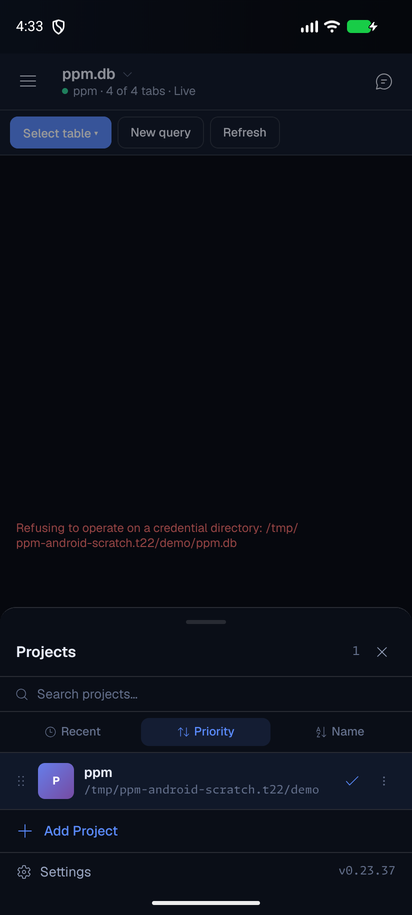 4:33
ppm.db
ppm · 4 of 4 tabs · Live
Select table ▾
New query
Refresh
Refusing to operate on a credential directory: /tmp/
ppm-android-scratch.t22/demo/ppm.db
Projects
1
Search projects...
Recent
Priority
Name
P
ppm
/tmp/ppm-android-scratch.t22/demo
Add Project
Settings
v0.23.37